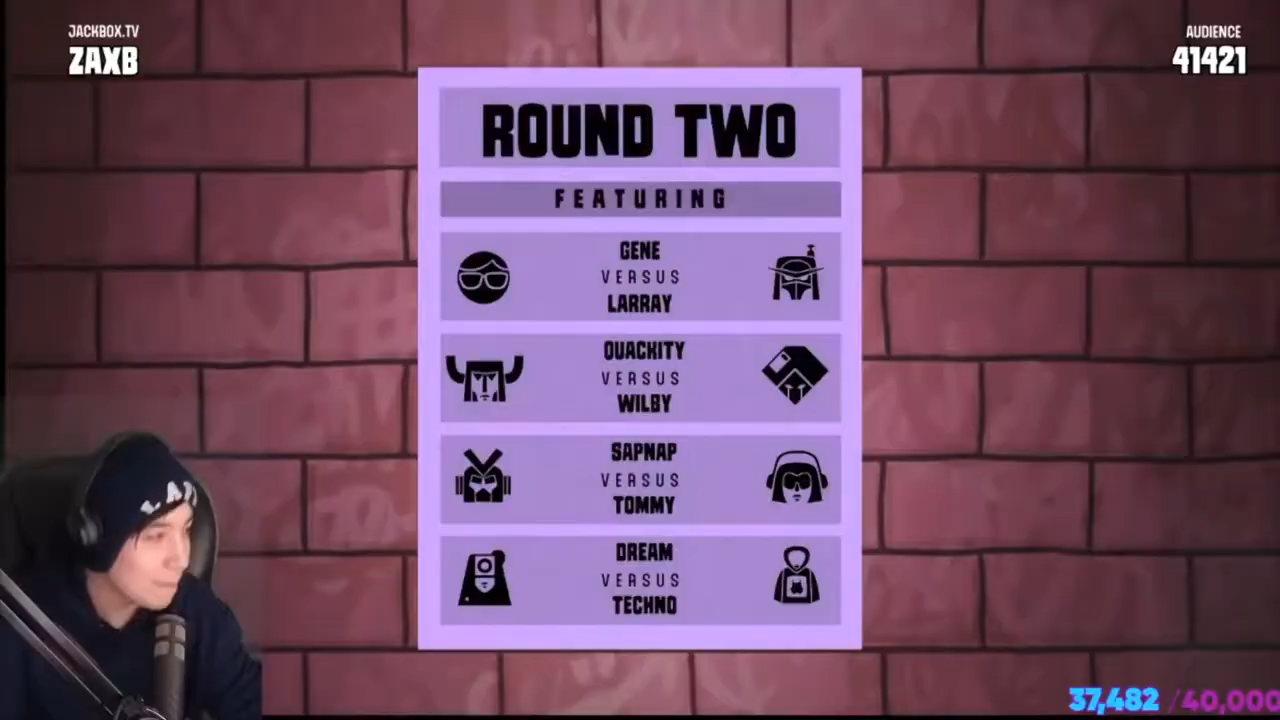 JACKBOX.TV
ZAXB
AUDIENCE
41421
ROUND TWO
FEATURING
GENE
VERSUS
LARRAY
QUACKITY
VERSUS
WILBY
SAPNAP
VERSUS
TOMMY
DREAM
VERSUS
TECHNO
37,482 /40,000